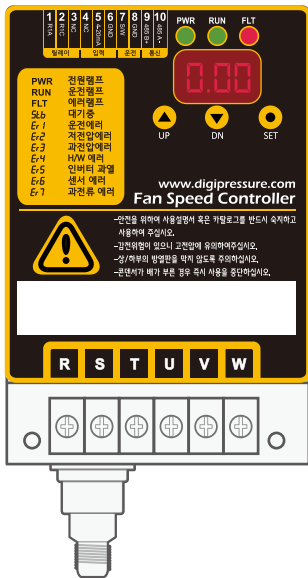 1 2 3 4 5 6 7 8 9 10
R1A R1C NC NC 4~20mA GND S/W GND 485 B+ 485 A-
릴레이 입력 운전 통신
PWR RUN FLT
0.00
UP DN SET
PWR 전원램프
RUN 운전램프
FLT 에러램프
Stb 대기중
Er1 운전에러
Er2 저전압에러
Er3 과전압에러
Er4 H/W 에러
Er5 인버터 과열
Er6 센서 에러
Er7 과전류 에러
www.digipressure.com
Fan Speed Controller
-안전을 위하여 사용설명서 혹은 카탈로그를 반드시 숙지하고
사용하여 주십시오.
-감전위험이 있으니 고전압에 유의하여주십시오.
-상/하부의 방열판을 막지 않도록 주의하십시오.
-콘덴서가 배가 부른 경우 즉시 사용을 중단하십시오.
R S T U V W